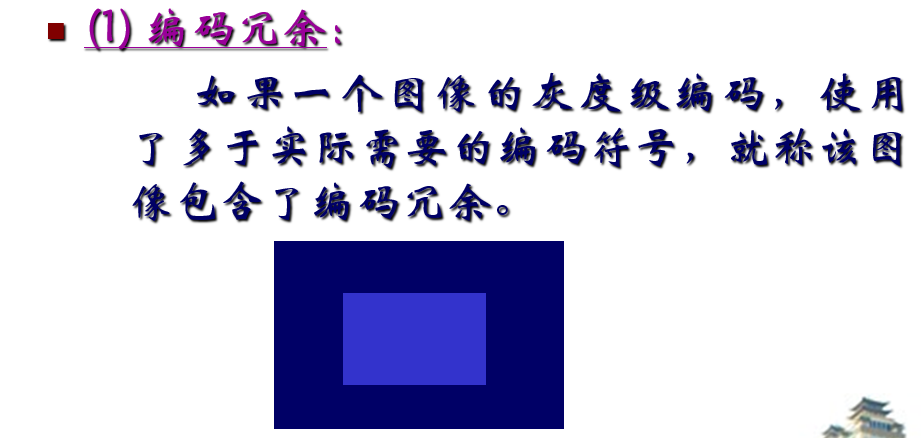 (1) 编码冗余：
如果一个图像的灰度级编码，使用
了多于实际需要的编码符号，就称该图
像包含了编码冗余。